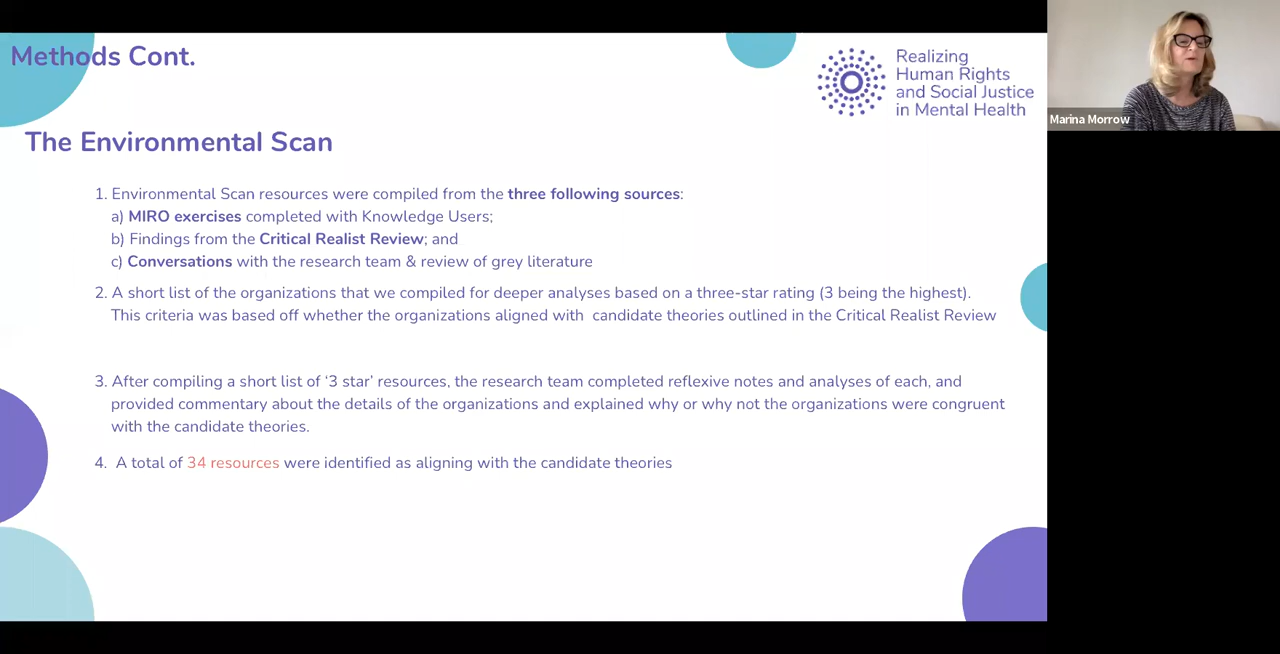 Methods Cont.
Realizing
Human Rights
and Social Justice
in Mental Health
Marina Morrow
The Environmental Scan
1. Environmental Scan resources were compiled from the three following sources:
a) MIRO exercises completed with Knowledge Users;
b) Findings from the Critical Realist Review; and
c) Conversations with the research team & review of grey literature
2. A short list of the organizations that we compiled for deeper analyses based on a three-star rating (3 being the highest).
This criteria was based off whether the organizations aligned with candidate theories outlined in the Critical Realist Review
3. After compiling a short list of ‘3 star’ resources, the research team completed reflexive notes and analyses of each, and
provided commentary about the details of the organizations and explained why or why not the organizations were congruent
with the candidate theories.
4. A total of 34 resources were identified as aligning with the candidate theories